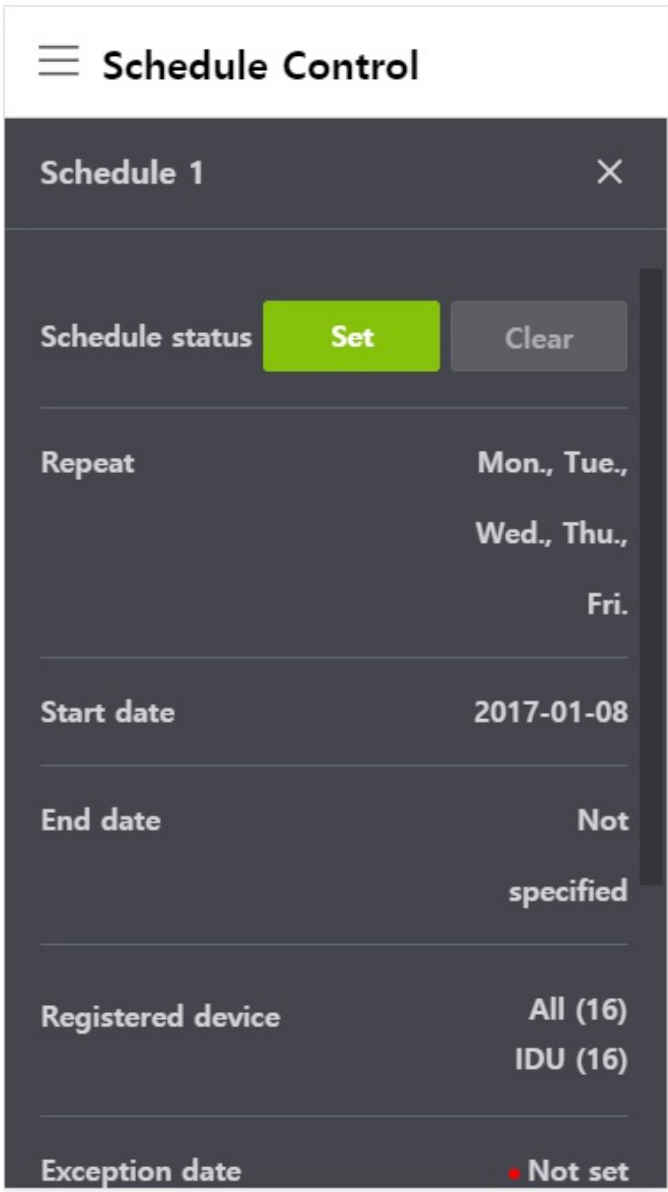 Schedule Control
Schedule 1
Schedule status Set Clear
Repeat Mon., Tue.,
Wed., Thu.,
Fri.
Start date 2017-01-08
End date Not
specified
Registered device All (16)
IDU (16)
Exception date Not set